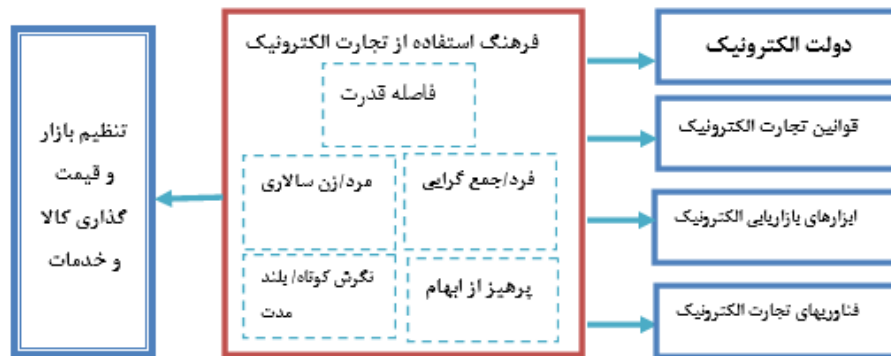 دولت الکترونیک
قوانین تجارت الکترونیک
ابزارهای بازاریابی الکترونیک
فناوریهای تجارت الکترونیک
فرهنگ استفاده از تجارت الکترونیک
فاصله قدرت
فرد/جمع گرایی
مرد/زن سالاری
پرهیز از ابهام
نگرش کوتاه/بلند
مدت
تنظیم بازار
و قیمت
گذاری کالا
و خدمات